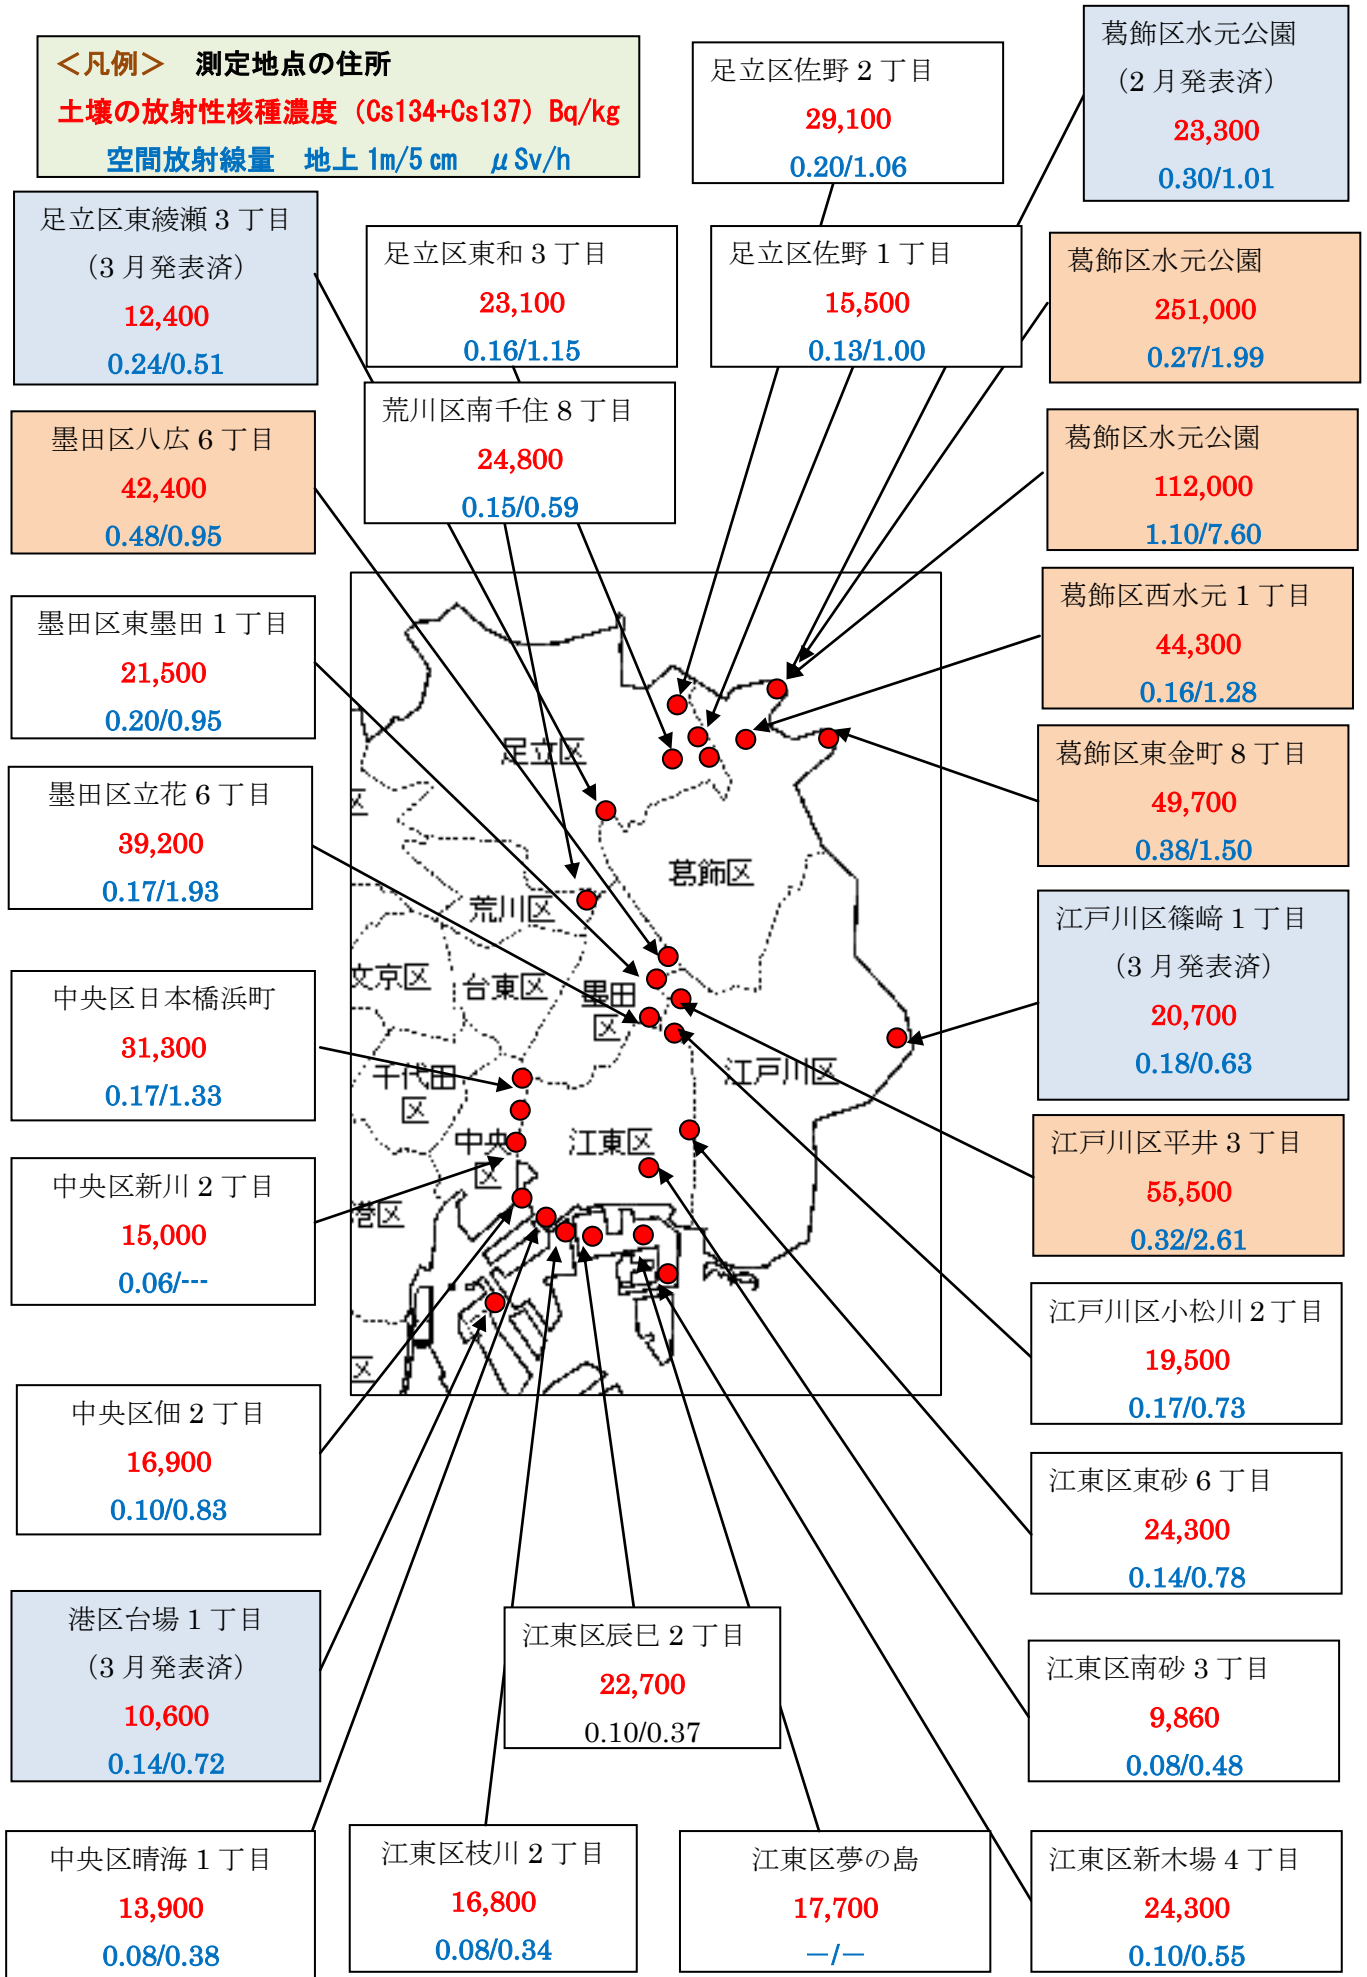 <凡例> 測定地点の住所
土壌の放射性核種濃度（Cs134+Cs137）Bq/kg
空間放射線量 地上 1m/5 cm μSv/h
足立区佐野 2 丁目
29,100
0.20/1.06
葛飾区水元公園
（2 月発表済）
23,300
0.30/1.01
足立区東綾瀬 3 丁目
（3 月発表済）
12,400
0.24/0.51
足立区東和 3 丁目
23,100
0.16/1.15
足立区佐野 1 丁目
15,500
0.13/1.00
葛飾区水元公園
251,000
0.27/1.99
荒川区南千住 8 丁目
24,800
0.15/0.59
墨田区八広 6 丁目
42,400
0.48/0.95
葛飾区水元公園
112,000
1.10/7.60
墨田区東墨田 1 丁目
21,500
0.20/0.95
葛飾区西水元 1 丁目
44,300
0.16/1.28
墨田区立花 6 丁目
39,200
0.17/1.93
葛飾区東金町 8 丁目
49,700
0.38/1.50
足立区
区
葛飾区
荒川区
文京区
台東区
墨田
区
千代田
区
江戸川区
中央
区
江東区
港区
区
江戸川区篠﨑 1 丁目
（3 月発表済）
20,700
0.18/0.63
中央区日本橋浜町
31,300
0.17/1.33
江戸川区平井 3 丁目
55,500
0.32/2.61
中央区新川 2 丁目
15,000
0.06/---
江戸川区小松川 2 丁目
19,500
0.17/0.73
中央区佃 2 丁目
16,900
0.10/0.83
江東区東砂 6 丁目
24,300
0.14/0.78
港区台場 1 丁目
（3 月発表済）
10,600
0.14/0.72
江東区辰巳 2 丁目
22,700
0.10/0.37
江東区南砂 3 丁目
9,860
0.08/0.48
中央区晴海 1 丁目
13,900
0.08/0.38
江東区枝川 2 丁目
16,800
0.08/0.34
江東区夢の島
17,700
－/－
江東区新木場 4 丁目
24,300
0.10/0.55